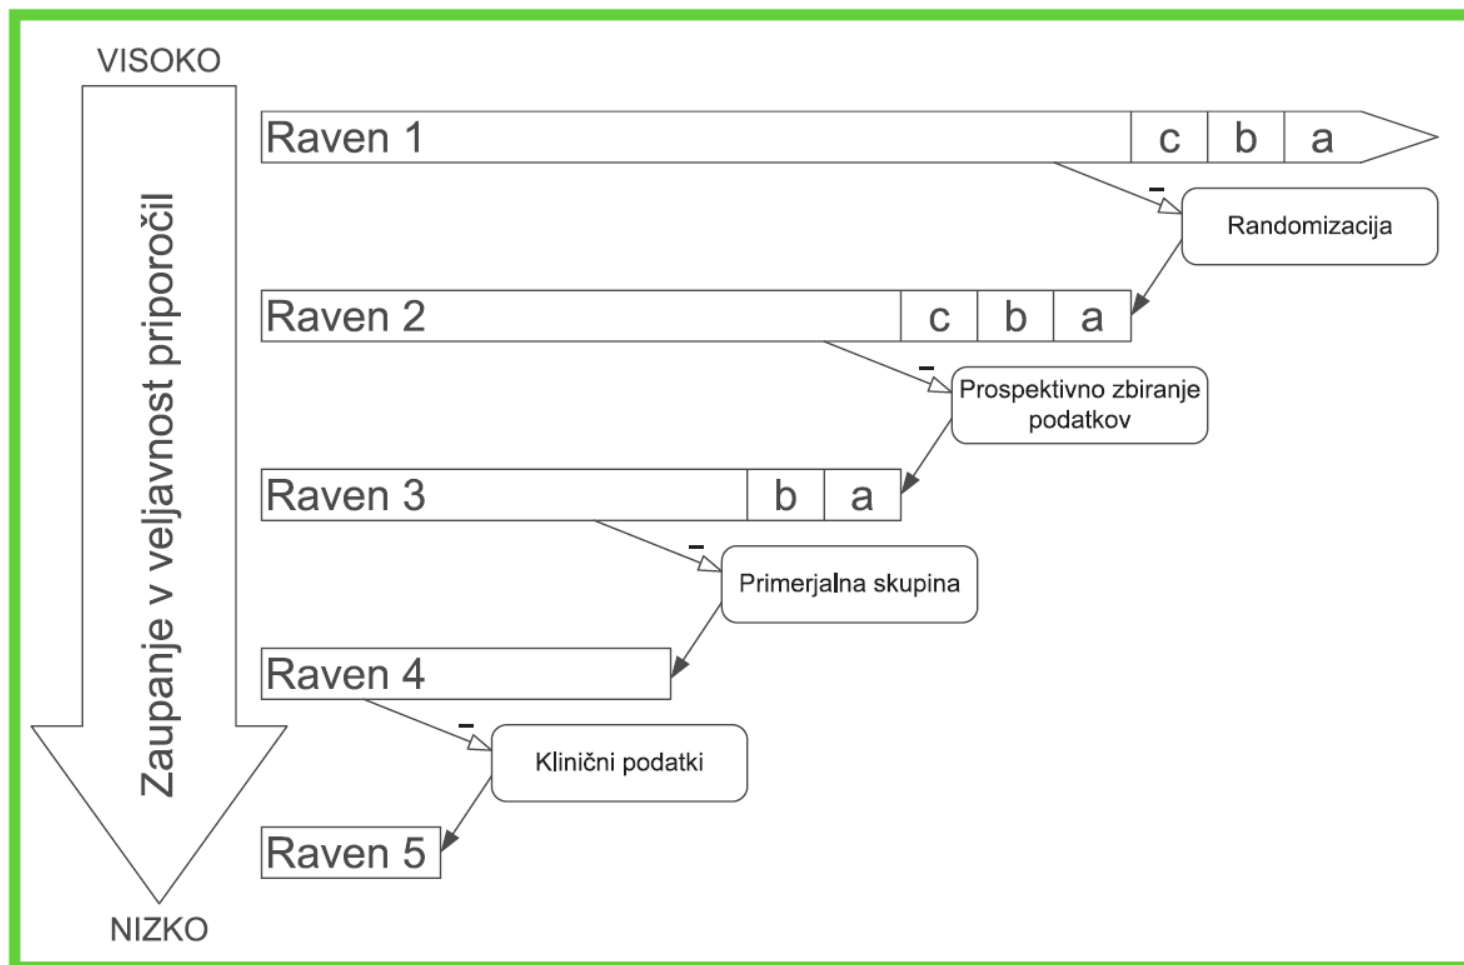 VISOKO
Zaupanje v veljavnost priporočil
Raven 1 c b a
– Randomizacija
Raven 2 c b a
– Prospektivno zbiranje
podatkov
Raven 3 b a
– Primerjalna skupina
Raven 4
– Klinični podatki
Raven 5
NIZKO